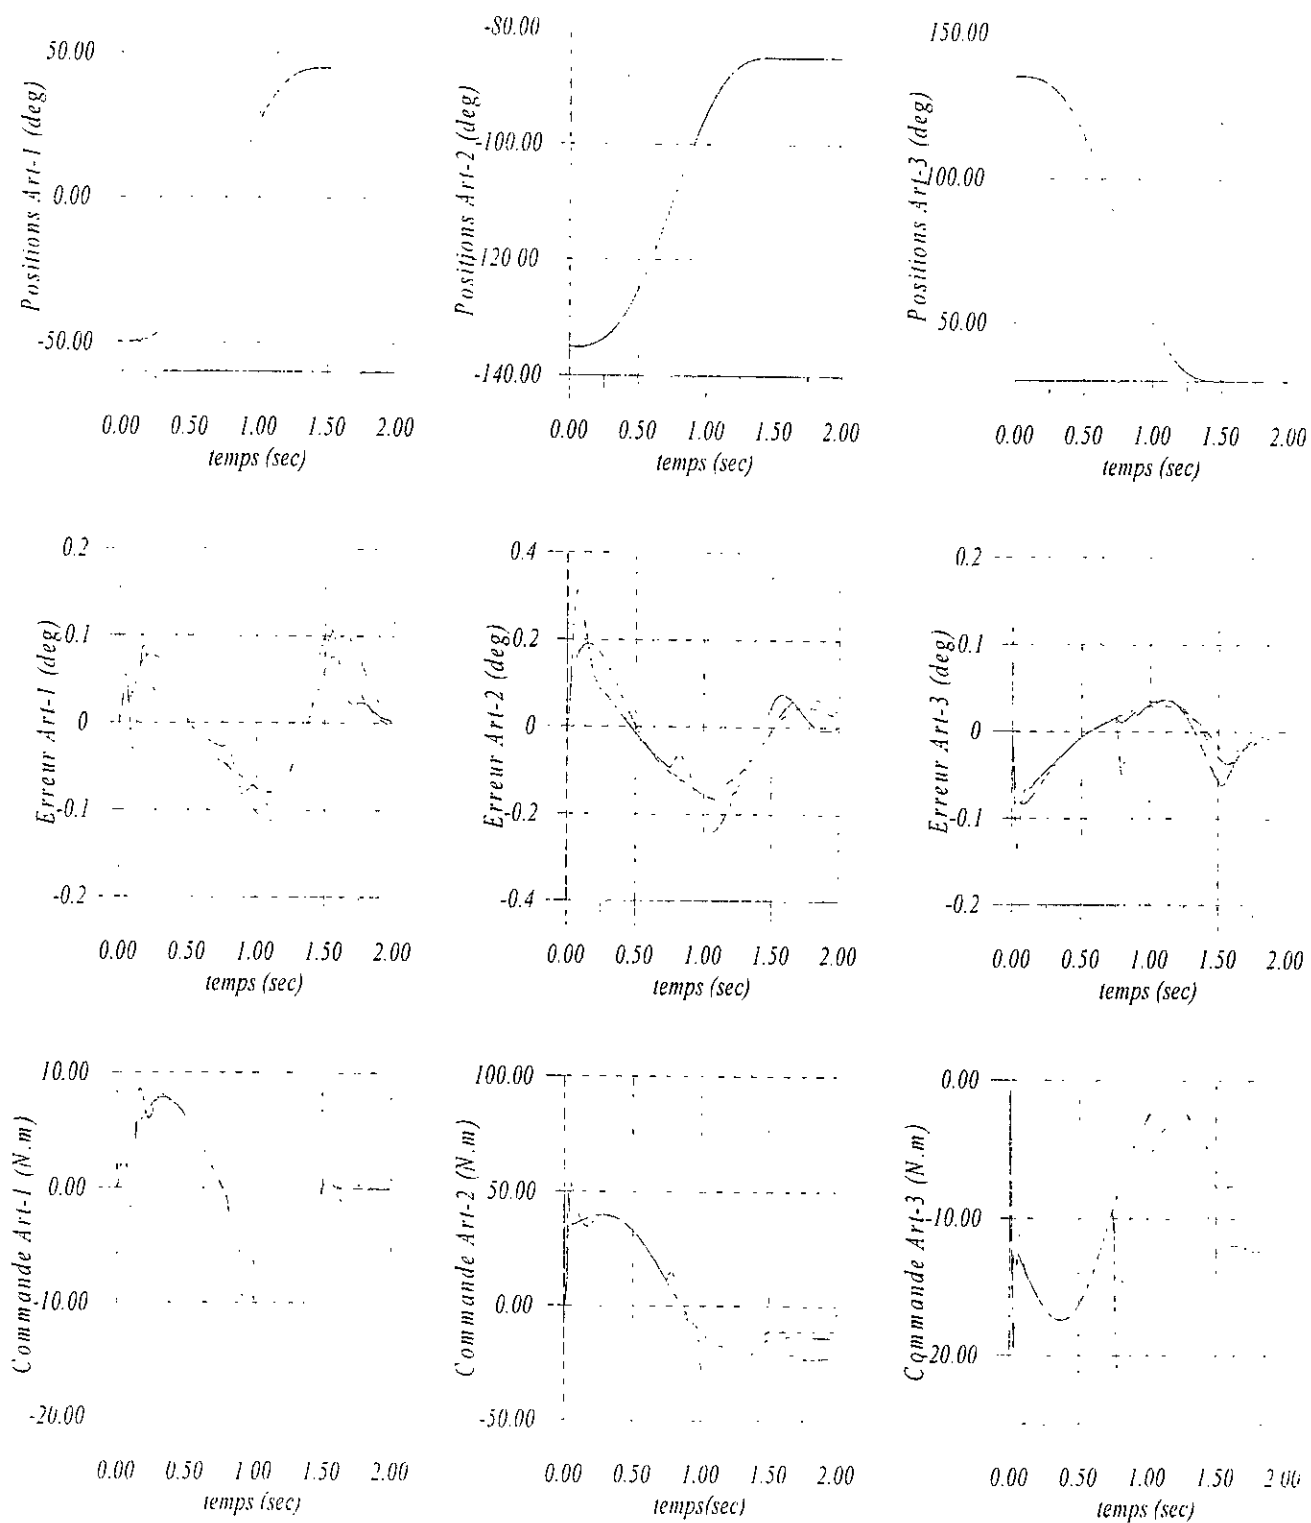 Positions Art-1 (deg)
50.00
0.00
-50.00
0.00 0.50 1.00 1.50 2.00
temps (sec)
Positions Art-2 (deg)
-80.00
-100.00
-120.00
-140.00
0.00 0.50 1.00 1.50 2.00
temps (sec)
Positions Art-3 (deg)
150.00
100.00
50.00
0.00 0.50 1.00 1.50 2.00
temps (sec)
Erreur Art-1 (deg)
0.2
0.1
0
-0.1
-0.2
0.00 0.50 1.00 1.50 2.00
temps (sec)
Erreur Art-2 (deg)
0.4
0.2
0
-0.2
-0.4
0.00 0.50 1.00 1.50 2.00
temps (sec)
Erreur Art-3 (deg)
0.2
0.1
0
-0.1
-0.2
0.00 0.50 1.00 1.50 2.00
temps (sec)
Commande Art-1 (N.m)
10.00
0.00
-10.00
-20.00
0.00 0.50 1.00 1.50 2.00
temps (sec)
Commande Art-2 (N.m)
100.00
50.00
0.00
-50.00
0.00 0.50 1.00 1.50 2.00
temps(sec)
Commande Art-3 (N.m)
0.00
-10.00
-20.00
0.00 0.50 1.00 1.50 2.00
temps (sec)